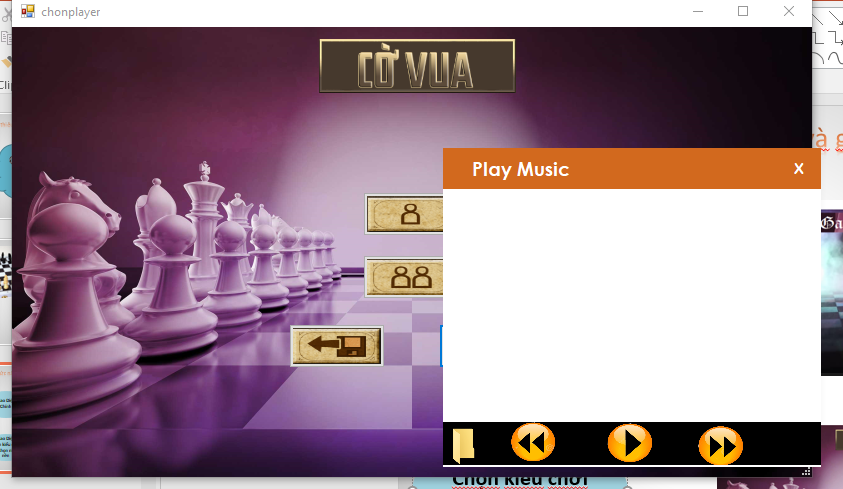 chonplayer
CỜ VUA
Play Music
X
Chọn kiểu chơi